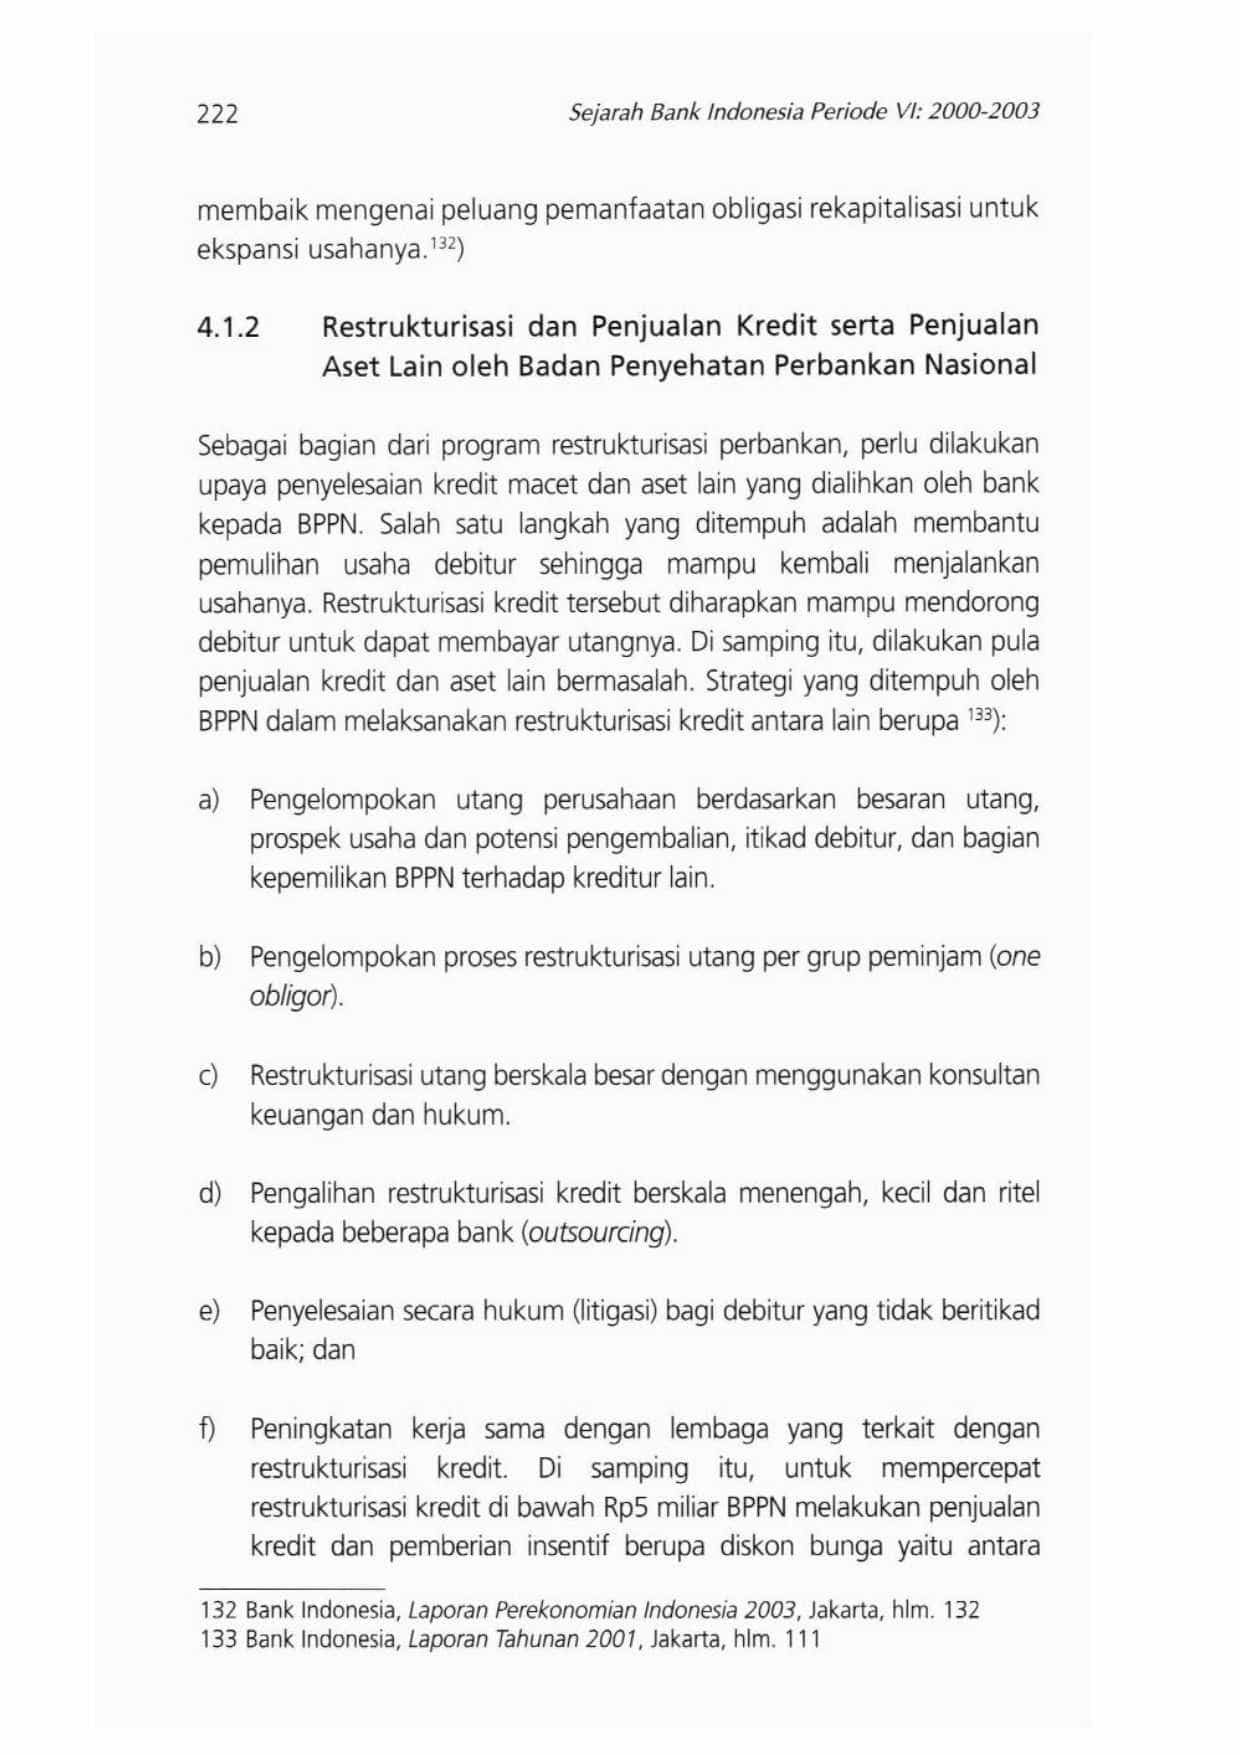 222 Sejarah Bank Indonesia Periode VI: 2000-2003
membaik mengenai peluang pemanfaatan obligasi rekapitalisasi untuk
ekspansi usahanya.¹³²)
4.1.2 Restrukturisasi dan Penjualan Kredit serta Penjualan
Aset Lain oleh Badan Penyehatan Perbankan Nasional
Sebagai bagian dari program restrukturisasi perbankan, perlu dilakukan
upaya penyelesaian kredit macet dan aset lain yang dialihkan oleh bank
kepada BPPN. Salah satu langkah yang ditempuh adalah membantu
pemulihan usaha debitur sehingga mampu kembali menjalankan
usahanya. Restrukturisasi kredit tersebut diharapkan mampu mendorong
debitur untuk dapat membayar utangnya. Di samping itu, dilakukan pula
penjualan kredit dan aset lain bermasalah. Strategi yang ditempuh oleh
BPPN dalam melaksanakan restrukturisasi kredit antara lain berupa ¹³³):
a) Pengelompokan utang perusahaan berdasarkan besaran utang,
prospek usaha dan potensi pengembalian, itikad debitur, dan bagian
kepemilikan BPPN terhadap kreditur lain.
b) Pengelompokan proses restrukturisasi utang per grup peminjam (one
obligor).
c) Restrukturisasi utang berskala besar dengan menggunakan konsultan
keuangan dan hukum.
d) Pengalihan restrukturisasi kredit berskala menengah, kecil dan ritel
kepada beberapa bank (outsourcing).
e) Penyelesaian secara hukum (litigasi) bagi debitur yang tidak beritikad
baik; dan
f) Peningkatan kerja sama dengan lembaga yang terkait dengan
restrukturisasi kredit. Di samping itu, untuk mempercepat
restrukturisasi kredit di bawah Rp5 miliar BPPN melakukan penjualan
kredit dan pemberian insentif berupa diskon bunga yaitu antara
132 Bank Indonesia, Laporan Perekonomian Indonesia 2003, Jakarta, hlm. 132
133 Bank Indonesia, Laporan Tahunan 2001, Jakarta, hlm. 111